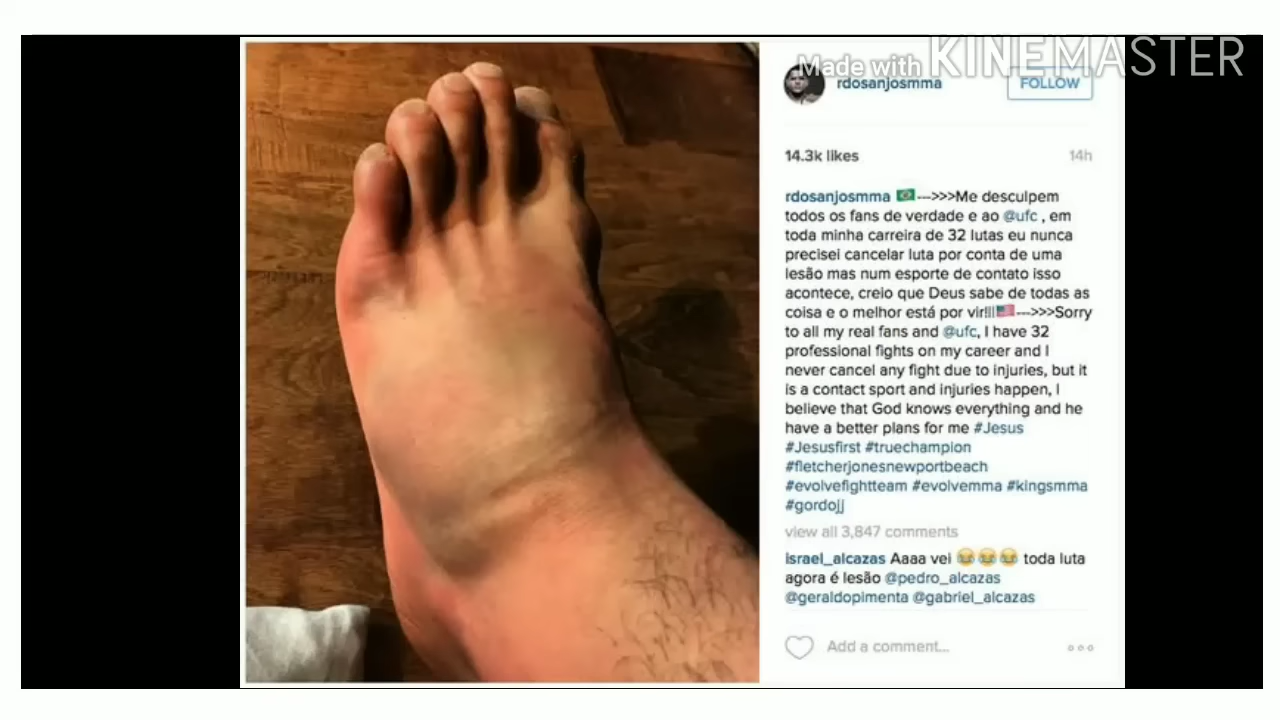 Made with KINEMASTER
rdosanjosmma FOLLOW
14.3k likes 14h
rdosanjosmma 🇧🇷--->>>Me desculpem
todos os fans de verdade e ao @ufc , em
toda minha carreira de 32 lutas eu nunca
precisei cancelar luta por conta de uma
lesão mas num esporte de contato isso
acontece, creio que Deus sabe de todas as
coisa e o melhor está por vir!!!🇺🇸--->>>Sorry
to all my real fans and @ufc, I have 32
professional fights on my career and I
never cancel any fight due to injuries, but it
is a contact sport and injuries happen, I
believe that God knows everything and he
have a better plans for me #Jesus
#Jesusfirst #truechampion
#fletcherjonesnewportbeach
#evolvefightteam #evolvemma #kingsmma
#gordojj
view all 3,847 comments
israel_alcazas Aaaa vei 😂😂😂 toda luta
agora é lesão @pedro_alcazas
@geraldopimenta @gabriel_alcazas
Add a comment...